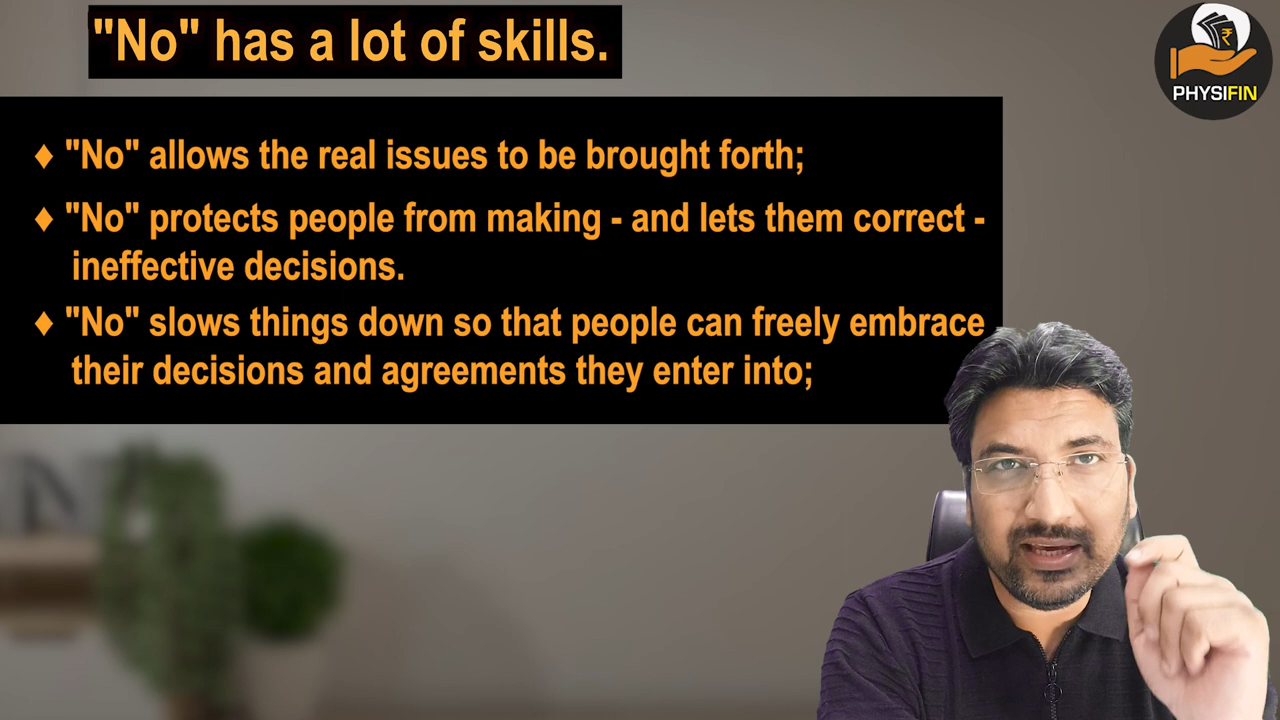 "No" has a lot of skills.
PHYSIFIN
♦ "No" allows the real issues to be brought forth;
♦ "No" protects people from making - and lets them correct -
ineffective decisions.
♦ "No" slows things down so that people can freely embrace
their decisions and agreements they enter into;